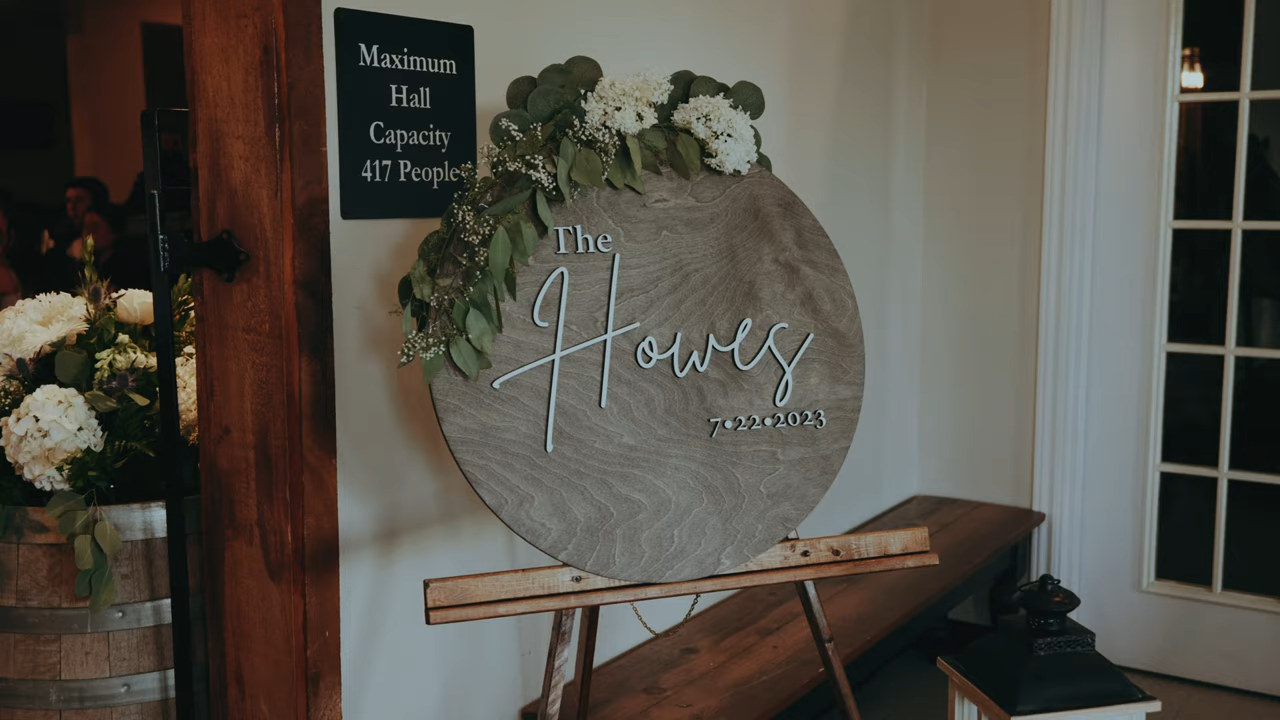 Maximum
Hall
Capacity
417 People
The
Howes
7•22•2023